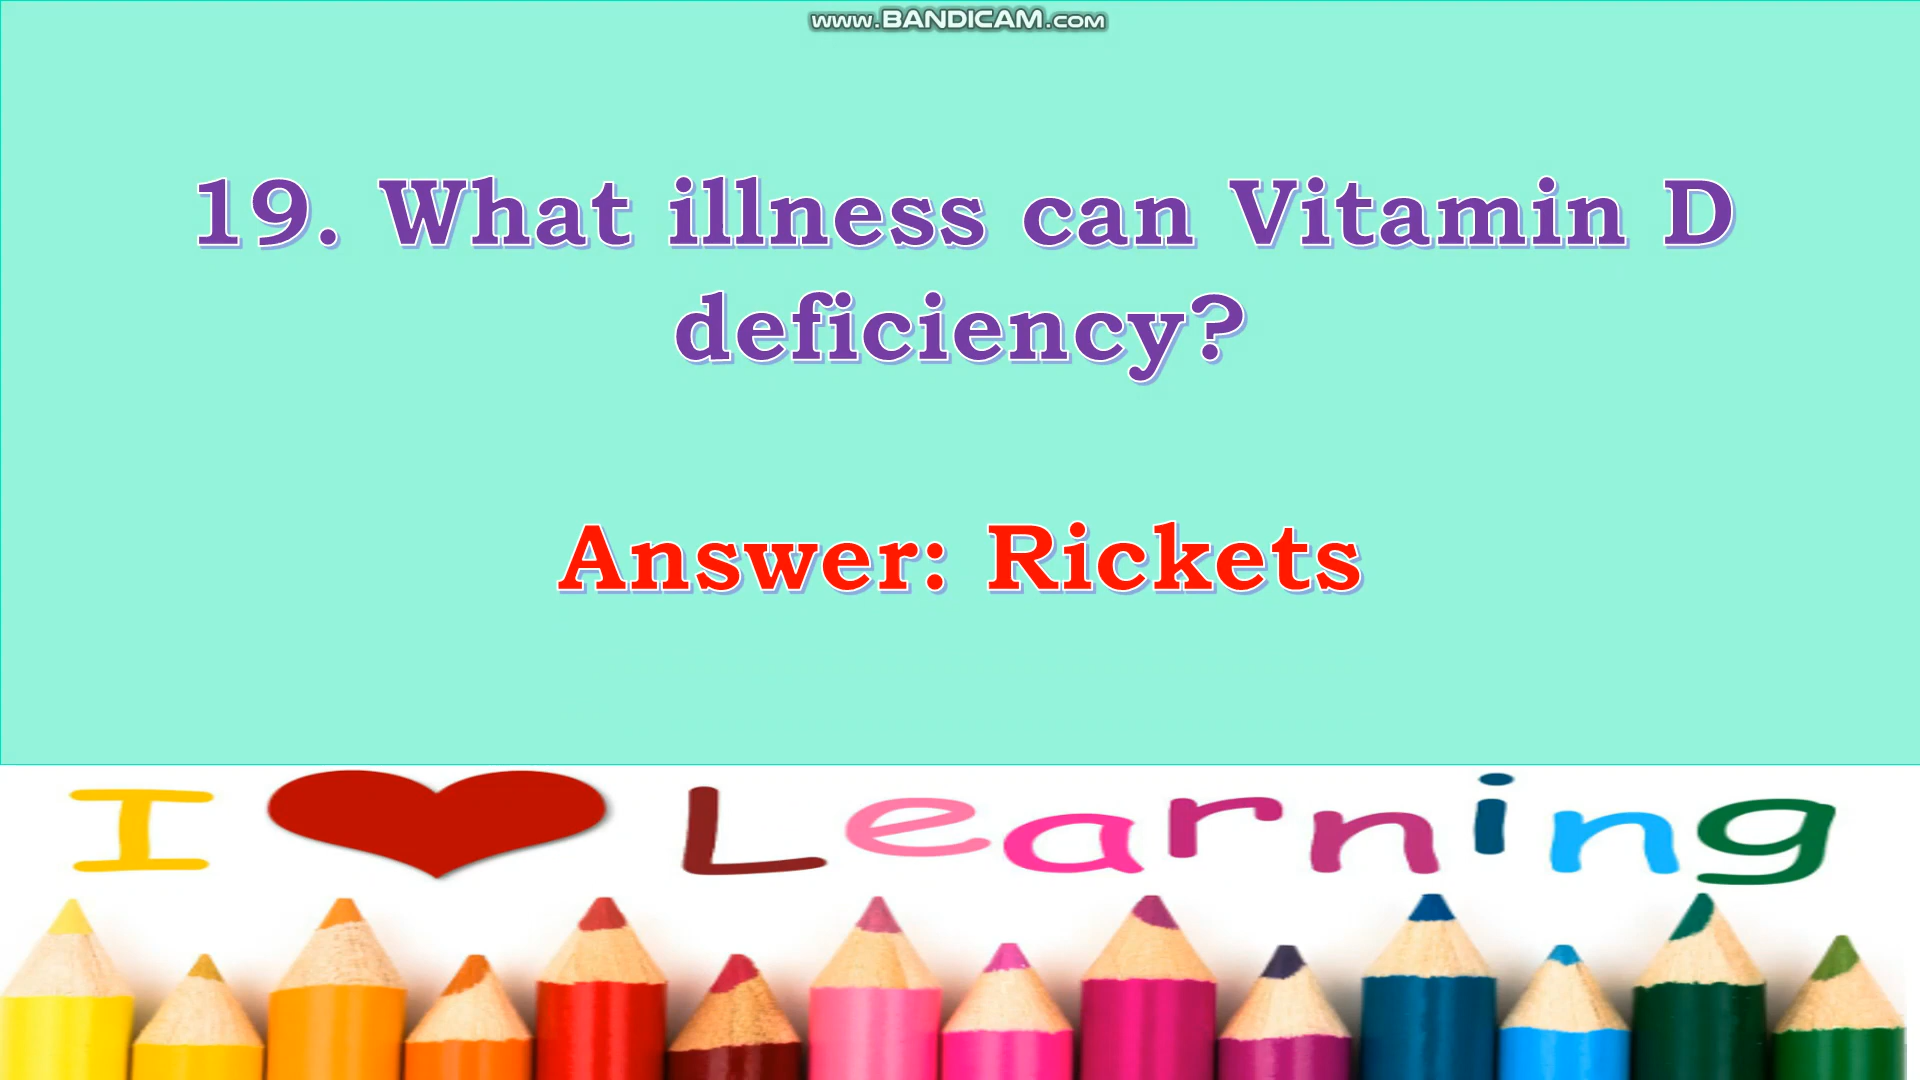 www.BANDICAM.com
19. What illness can Vitamin D
deficiency?
Answer: Rickets
I Learning